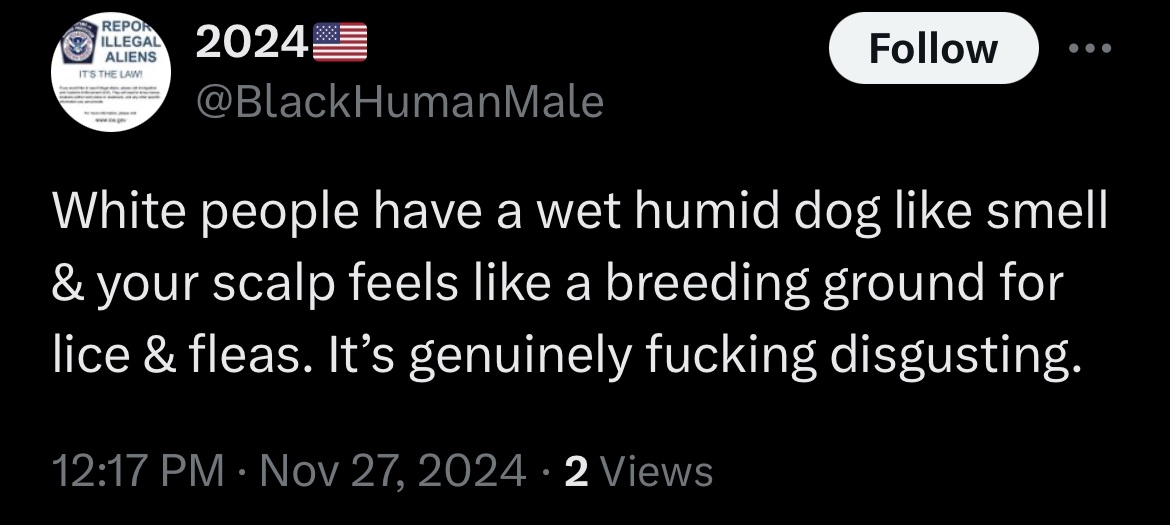 REPOR
ILLEGAL
ALIENS
IT'S THE LAW!
2024🇺🇸
@BlackHumanMale
Follow
White people have a wet humid dog like smell
& your scalp feels like a breeding ground for
lice & fleas. It’s genuinely fucking disgusting.
12:17 PM · Nov 27, 2024 · 2 Views